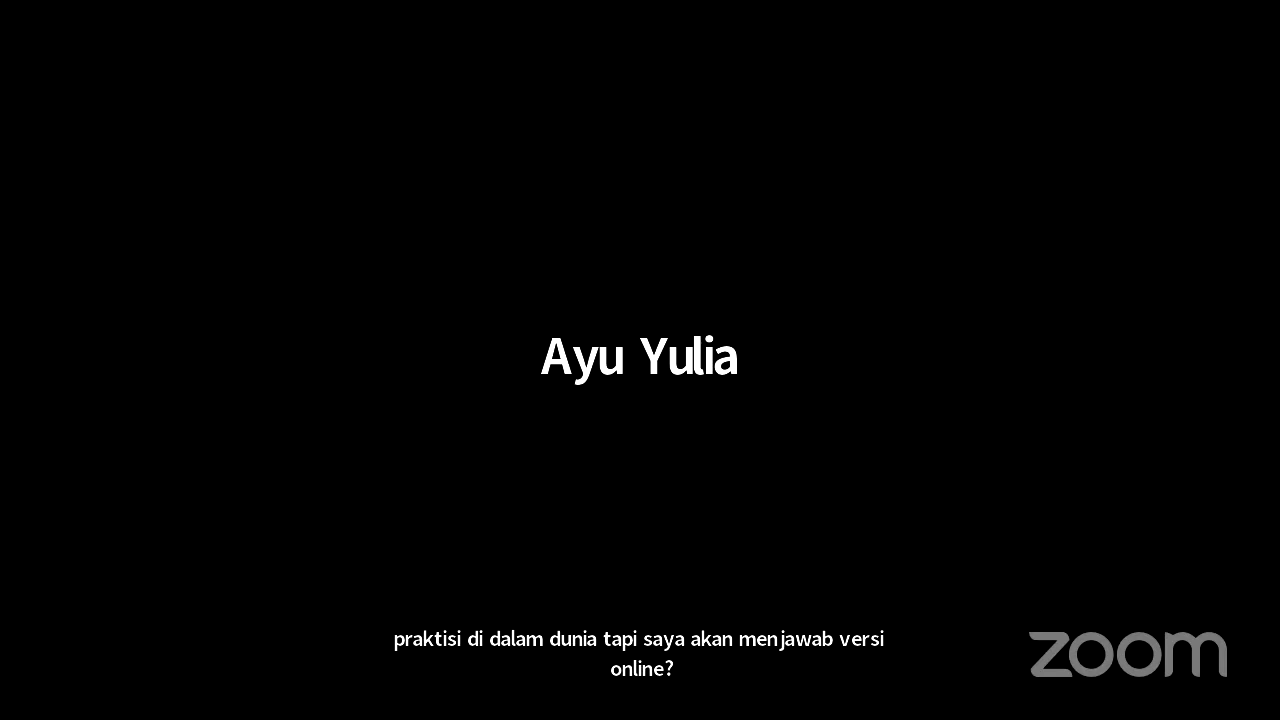 Ayu Yulia
praktisi di dalam dunia tapi saya akan menjawab versi
online?
zoom